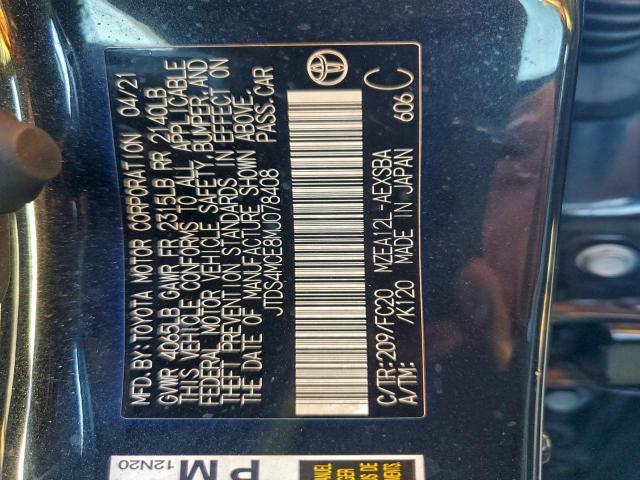 MFD. BY: TOYOTA MOTOR CORPORATION 04/21
GVWR 4065LB GAWR FR 2315LB RR 2140LB
THIS VEHICLE CONFORMS TO ALL APPLICABLE
FEDERAL MOTOR VEHICLE SAFETY, BUMPER, AND
THEFT PREVENTION STANDARDS IN EFFECT ON
THE DATE OF MANUFACTURE SHOWN ABOVE.
JTDS4MCE8MJ078408 PASS. CAR
C/TR:209/FC20 MZEA12L-AEXSBA
A/TM: /K120 MADE IN JAPAN 606 C
PM
12N20